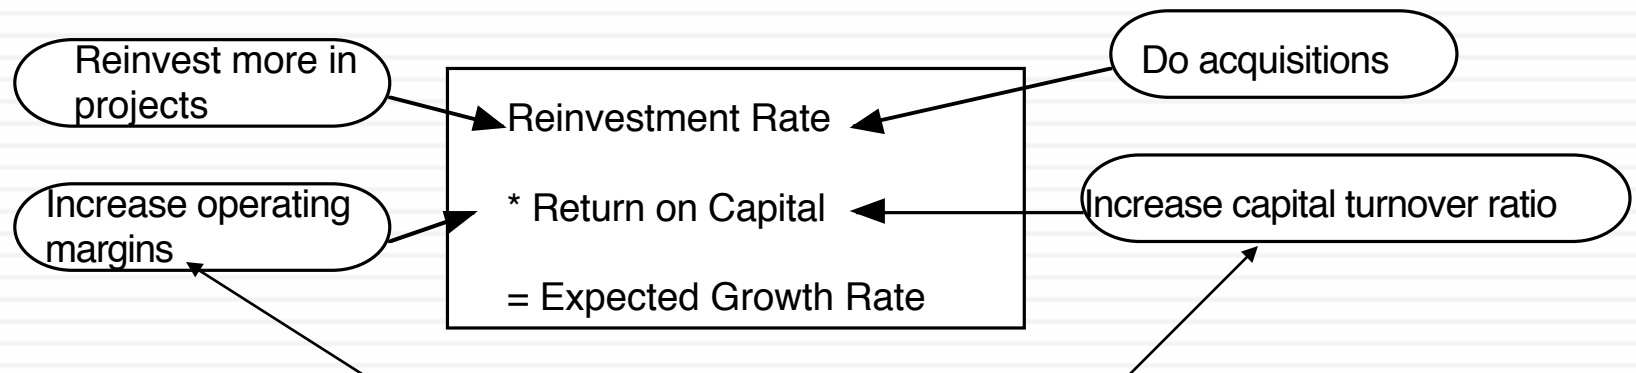 Reinvest more in
projects
Do acquisitions
Reinvestment Rate
Increase operating
margins
* Return on Capital
Increase capital turnover ratio
= Expected Growth Rate